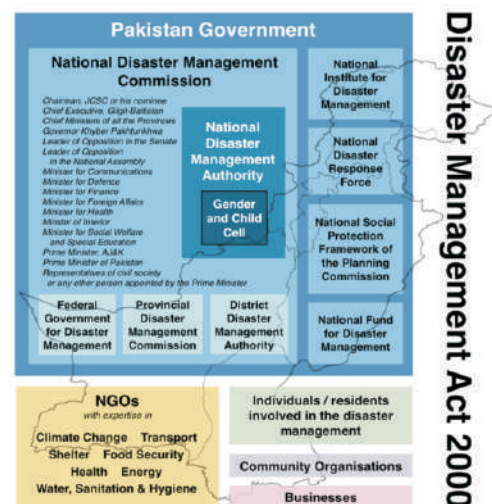 Pakistan Government
National Disaster Management
Commission
Chairman, JCSC or his nominee
Chief Executive, Gilgit-Baltistan
Chief Ministers of all the Provinces
Governor Khyber Pakhtunkhwa
Leader of Opposition in the Senate
Leader of Opposition
in the National Assembly
Minister for Communications
Minister for Defence
Minister for Finance
Minister for Foreign Affairs
Minister for Health
Minister of Interior
Minister for Social Welfare
and Special Education
Prime Minister, AJ&K
Prime Minister of Pakistan
Representatives of civil society
or any other person appointed by the Prime Minister
National
Disaster
Management
Authority
Gender
and Child
Cell
Federal
Government
for Disaster
Management
Provincial
Disaster
Management
Commission
District
Disaster
Management
Authority
National
Institute for
Disaster
Management
National
Disaster
Response
Force
National Social
Protection
Framework of
the Planning
Commission
National Fund
for Disaster
Management
NGOs
with expertise in
Climate Change Transport
Shelter Food Security
Health Energy
Water, Sanitation & Hygiene
Individuals / residents
involved in the disaster
management
Community Organisations
Businesses
Disaster Management Act 2000